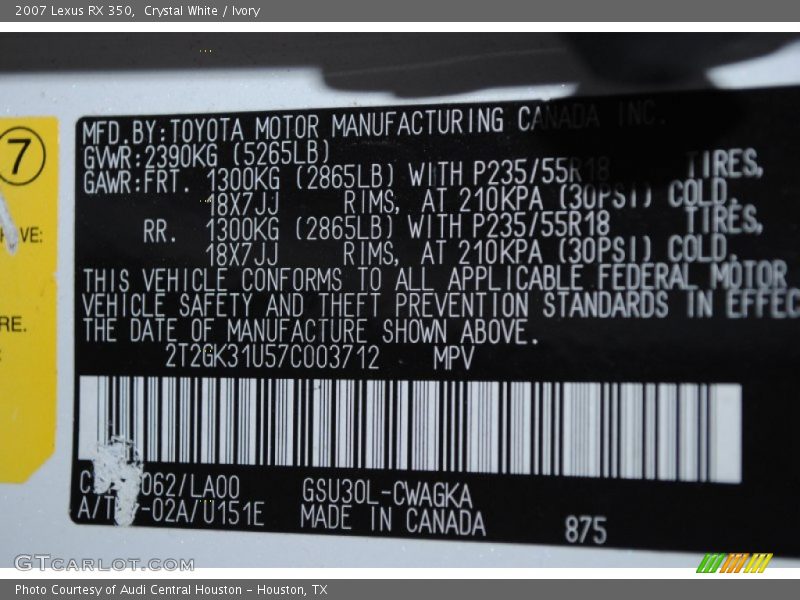 2007 Lexus RX 350,  Crystal White / Ivory
7
MFD. BY: TOYOTA MOTOR MANUFACTURING CANADA INC.
GVWR: 2390KG (5265LB)
GAWR: FRT. 1300KG (2865LB) WITH P235/55R18 TIRES,
18X7JJ RIMS, AT 210KPA (30PSI) COLD.
RR. 1300KG (2865LB) WITH P235/55R18 TIRES,
18X7JJ RIMS, AT 210KPA (30PSI) COLD.
THIS VEHICLE CONFORMS TO ALL APPLICABLE FEDERAL MOTOR
VEHICLE SAFETY AND THEFT PREVENTION STANDARDS IN EFFEC
THE DATE OF MANUFACTURE SHOWN ABOVE.
2T2GK31U57C003712 MPV
062/LA00 GSU30L-CWAGKA
A/T -02A/U151E MADE IN CANADA 875
VE:
RE.
GTCARLOT.COM
Photo Courtesy of Audi Central Houston - Houston, TX